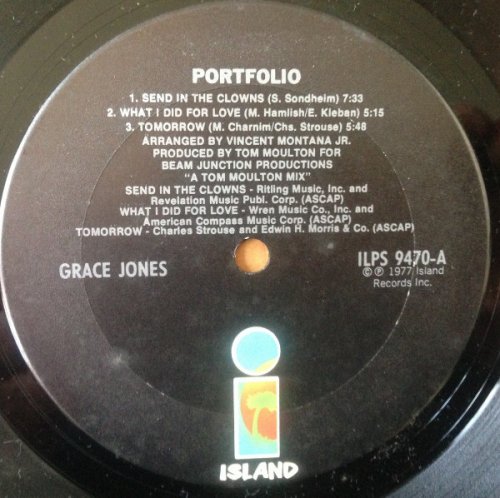 PORTFOLIO
1. SEND IN THE CLOWNS (S. Sondheim) 7:33
2. WHAT I DID FOR LOVE (M. Hamlish/E. Kleban) 5:15
3. TOMORROW (M. Charnim/Chs. Strouse) 5:48
ARRANGED BY VINCENT MONTANA JR.
PRODUCED BY TOM MOULTON FOR
BEAM JUNCTION PRODUCTIONS
"A TOM MOULTON MIX"
SEND IN THE CLOWNS - Ritling Music, Inc. and
Revelation Music Publ. Corp. (ASCAP)
WHAT I DID FOR LOVE - Wren Music Co., Inc. and
American Compass Music Corp. (ASCAP)
TOMORROW - Charles Strouse and Edwin H. Morris & Co. (ASCAP)
GRACE JONES
ILPS 9470-A
© ℗ 1977 Island
Records Inc.
i
ISLAND